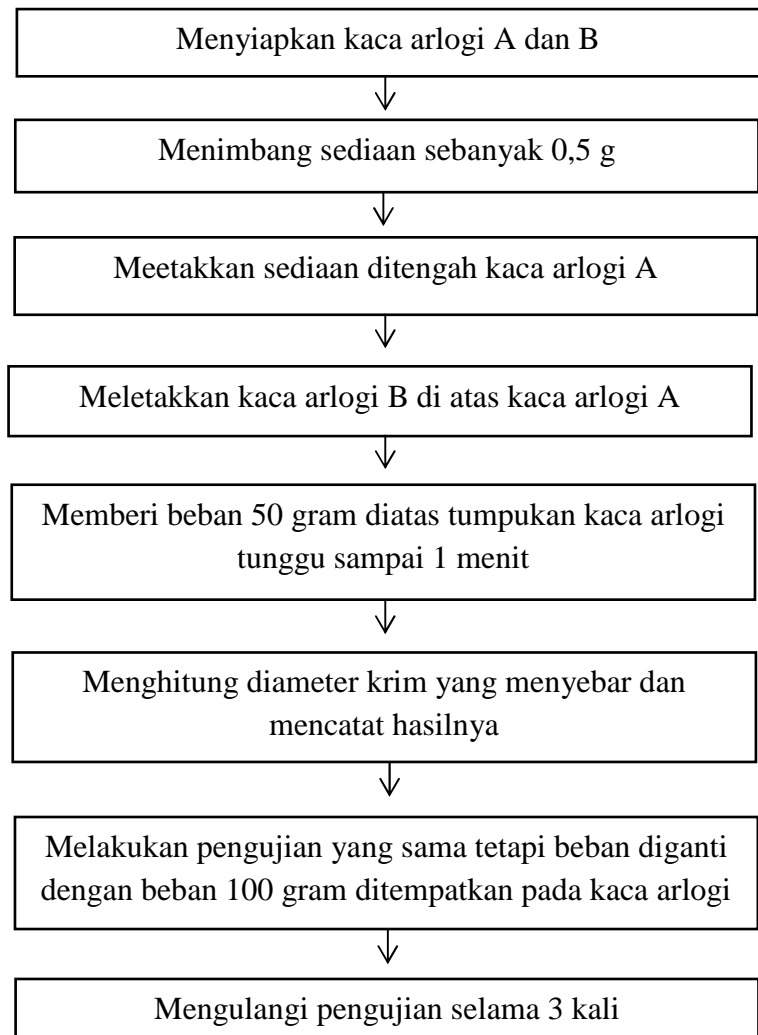 Menyiapkan kaca arlogi A dan B
Menimbang sediaan sebanyak 0,5 g
Meetakkan sediaan ditengah kaca arlogi A
Meletakkan kaca arlogi B di atas kaca arlogi A
Memberi beban 50 gram diatas tumpukan kaca arlogi
tunggu sampai 1 menit
Menghitung diameter krim yang menyebar dan
mencatat hasilnya
Melakukan pengujian yang sama tetapi beban diganti
dengan beban 100 gram ditempatkan pada kaca arlogi
Mengulangi pengujian selama 3 kali